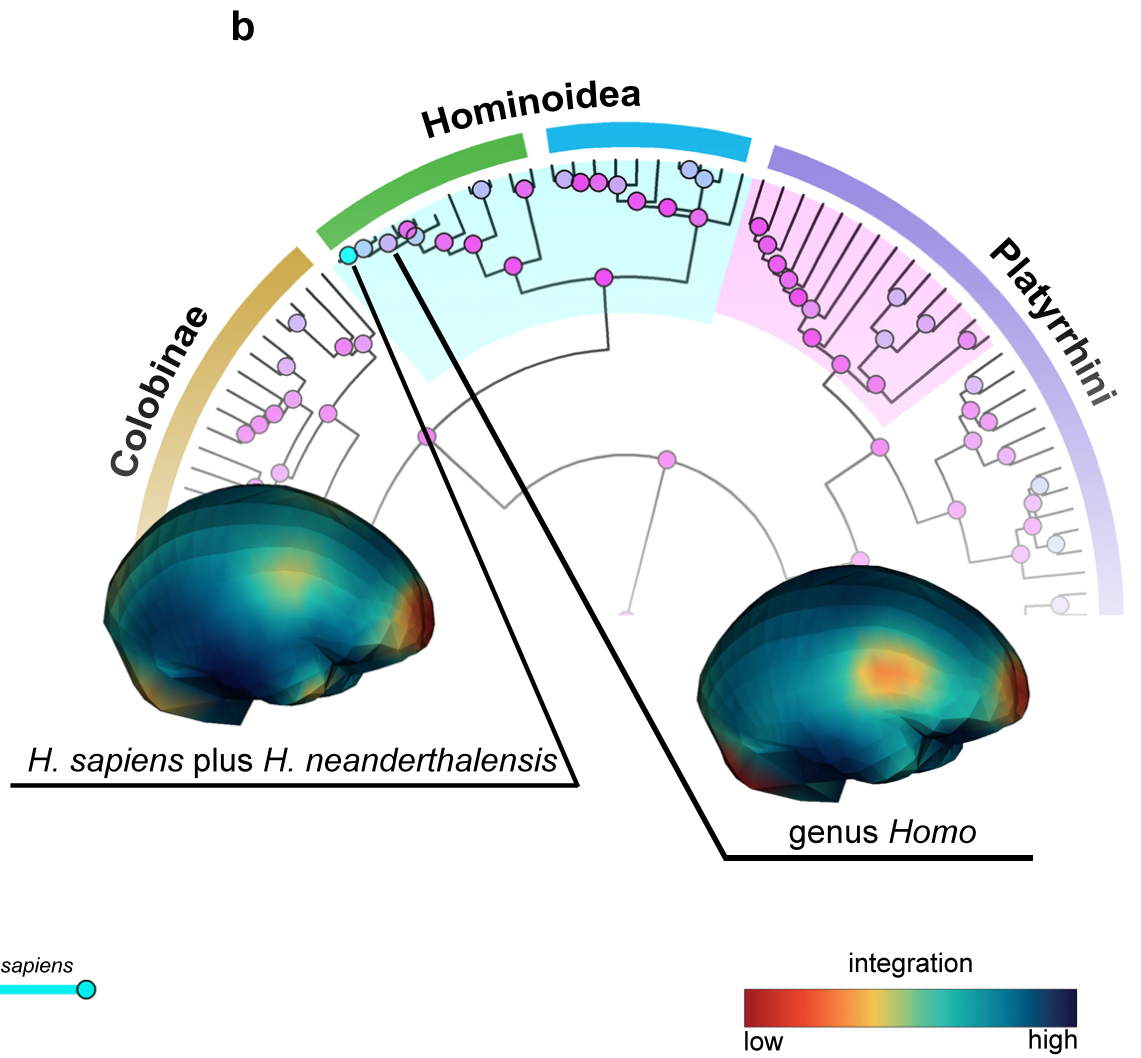 b
Hominoidea
Colobinae
Platyrrhini
H. sapiens plus H. neanderthalensis
genus Homo
sapiens
integration
low high